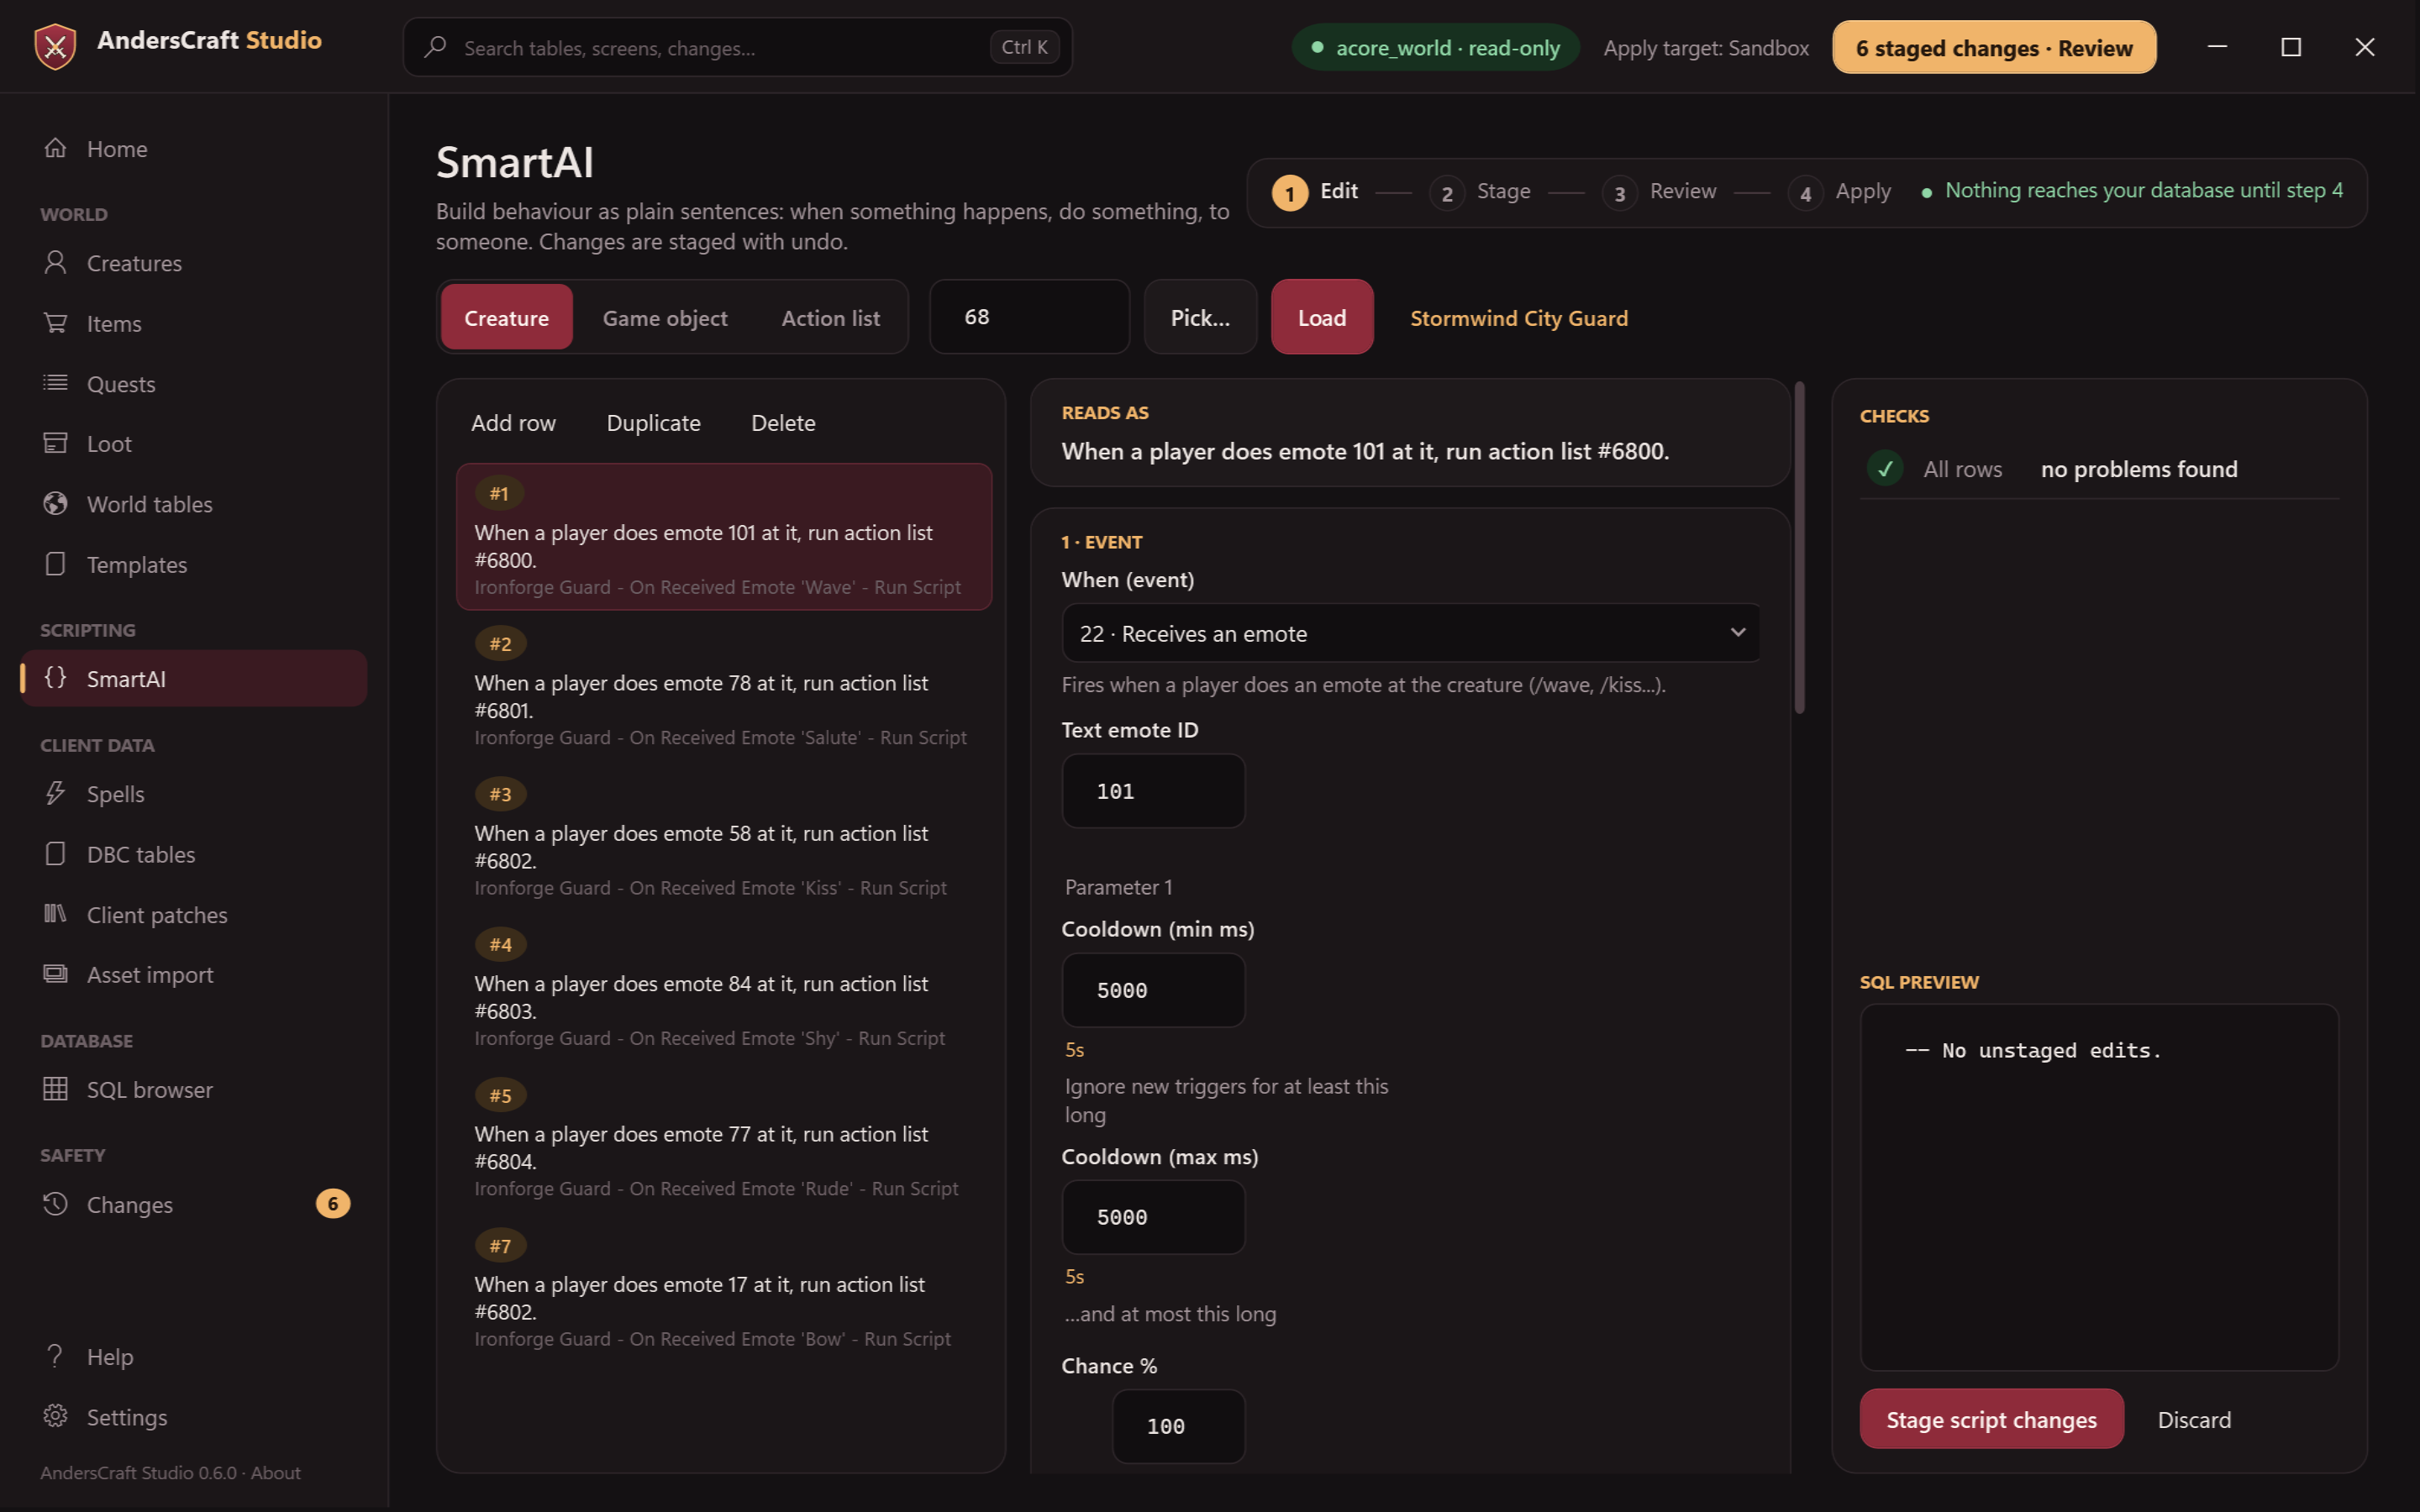 AndersCraft Studio
Search tables, screens, changes...
Ctrl K
acore_world · read-only
Apply target: Sandbox
6 staged changes · Review
Home
WORLD
Creatures
Items
Quests
Loot
World tables
Templates
SCRIPTING
{} SmartAI
CLIENT DATA
Spells
DBC tables
Client patches
Asset import
DATABASE
SQL browser
SAFETY
Changes
6
? Help
Settings
AndersCraft Studio 0.6.0 · About
SmartAI
Build behaviour as plain sentences: when something happens, do something, to
someone. Changes are staged with undo.
1 Edit
2 Stage
3 Review
4 Apply
Nothing reaches your database until step 4
Creature
Game object
Action list
68
Pick...
Load
Stormwind City Guard
Add row
Duplicate
Delete
#1
When a player does emote 101 at it, run action list
#6800.
Ironforge Guard - On Received Emote 'Wave' - Run Script
#2
When a player does emote 78 at it, run action list
#6801.
Ironforge Guard - On Received Emote 'Salute' - Run Script
#3
When a player does emote 58 at it, run action list
#6802.
Ironforge Guard - On Received Emote 'Kiss' - Run Script
#4
When a player does emote 84 at it, run action list
#6803.
Ironforge Guard - On Received Emote 'Shy' - Run Script
#5
When a player does emote 77 at it, run action list
#6804.
Ironforge Guard - On Received Emote 'Rude' - Run Script
#7
When a player does emote 17 at it, run action list
#6802.
Ironforge Guard - On Received Emote 'Bow' - Run Script
READS AS
When a player does emote 101 at it, run action list #6800.
1 · EVENT
When (event)
22 · Receives an emote
Fires when a player does an emote at the creature (/wave, /kiss...).
Text emote ID
101
Parameter 1
Cooldown (min ms)
5000
5s
Ignore new triggers for at least this
long
Cooldown (max ms)
5000
5s
...and at most this long
Chance %
100
CHECKS
All rows
no problems found
SQL PREVIEW
-- No unstaged edits.
Stage script changes
Discard